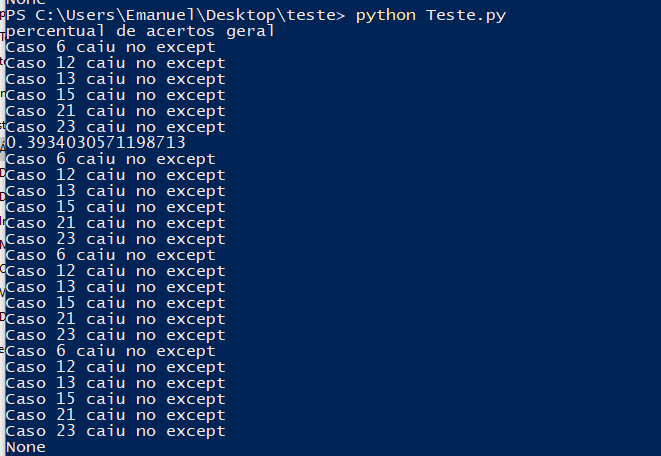 None
PS C:\Users\Emanuel\Desktop\teste> python Teste.py
percentual de acertos geral
Caso 6 caiu no except
Caso 12 caiu no except
Caso 13 caiu no except
Caso 15 caiu no except
Caso 21 caiu no except
Caso 23 caiu no except
0.3934030571198713
Caso 6 caiu no except
Caso 12 caiu no except
Caso 13 caiu no except
Caso 15 caiu no except
Caso 21 caiu no except
Caso 23 caiu no except
Caso 6 caiu no except
Caso 12 caiu no except
Caso 13 caiu no except
Caso 15 caiu no except
Caso 21 caiu no except
Caso 23 caiu no except
Caso 6 caiu no except
Caso 12 caiu no except
Caso 13 caiu no except
Caso 15 caiu no except
Caso 21 caiu no except
Caso 23 caiu no except
None